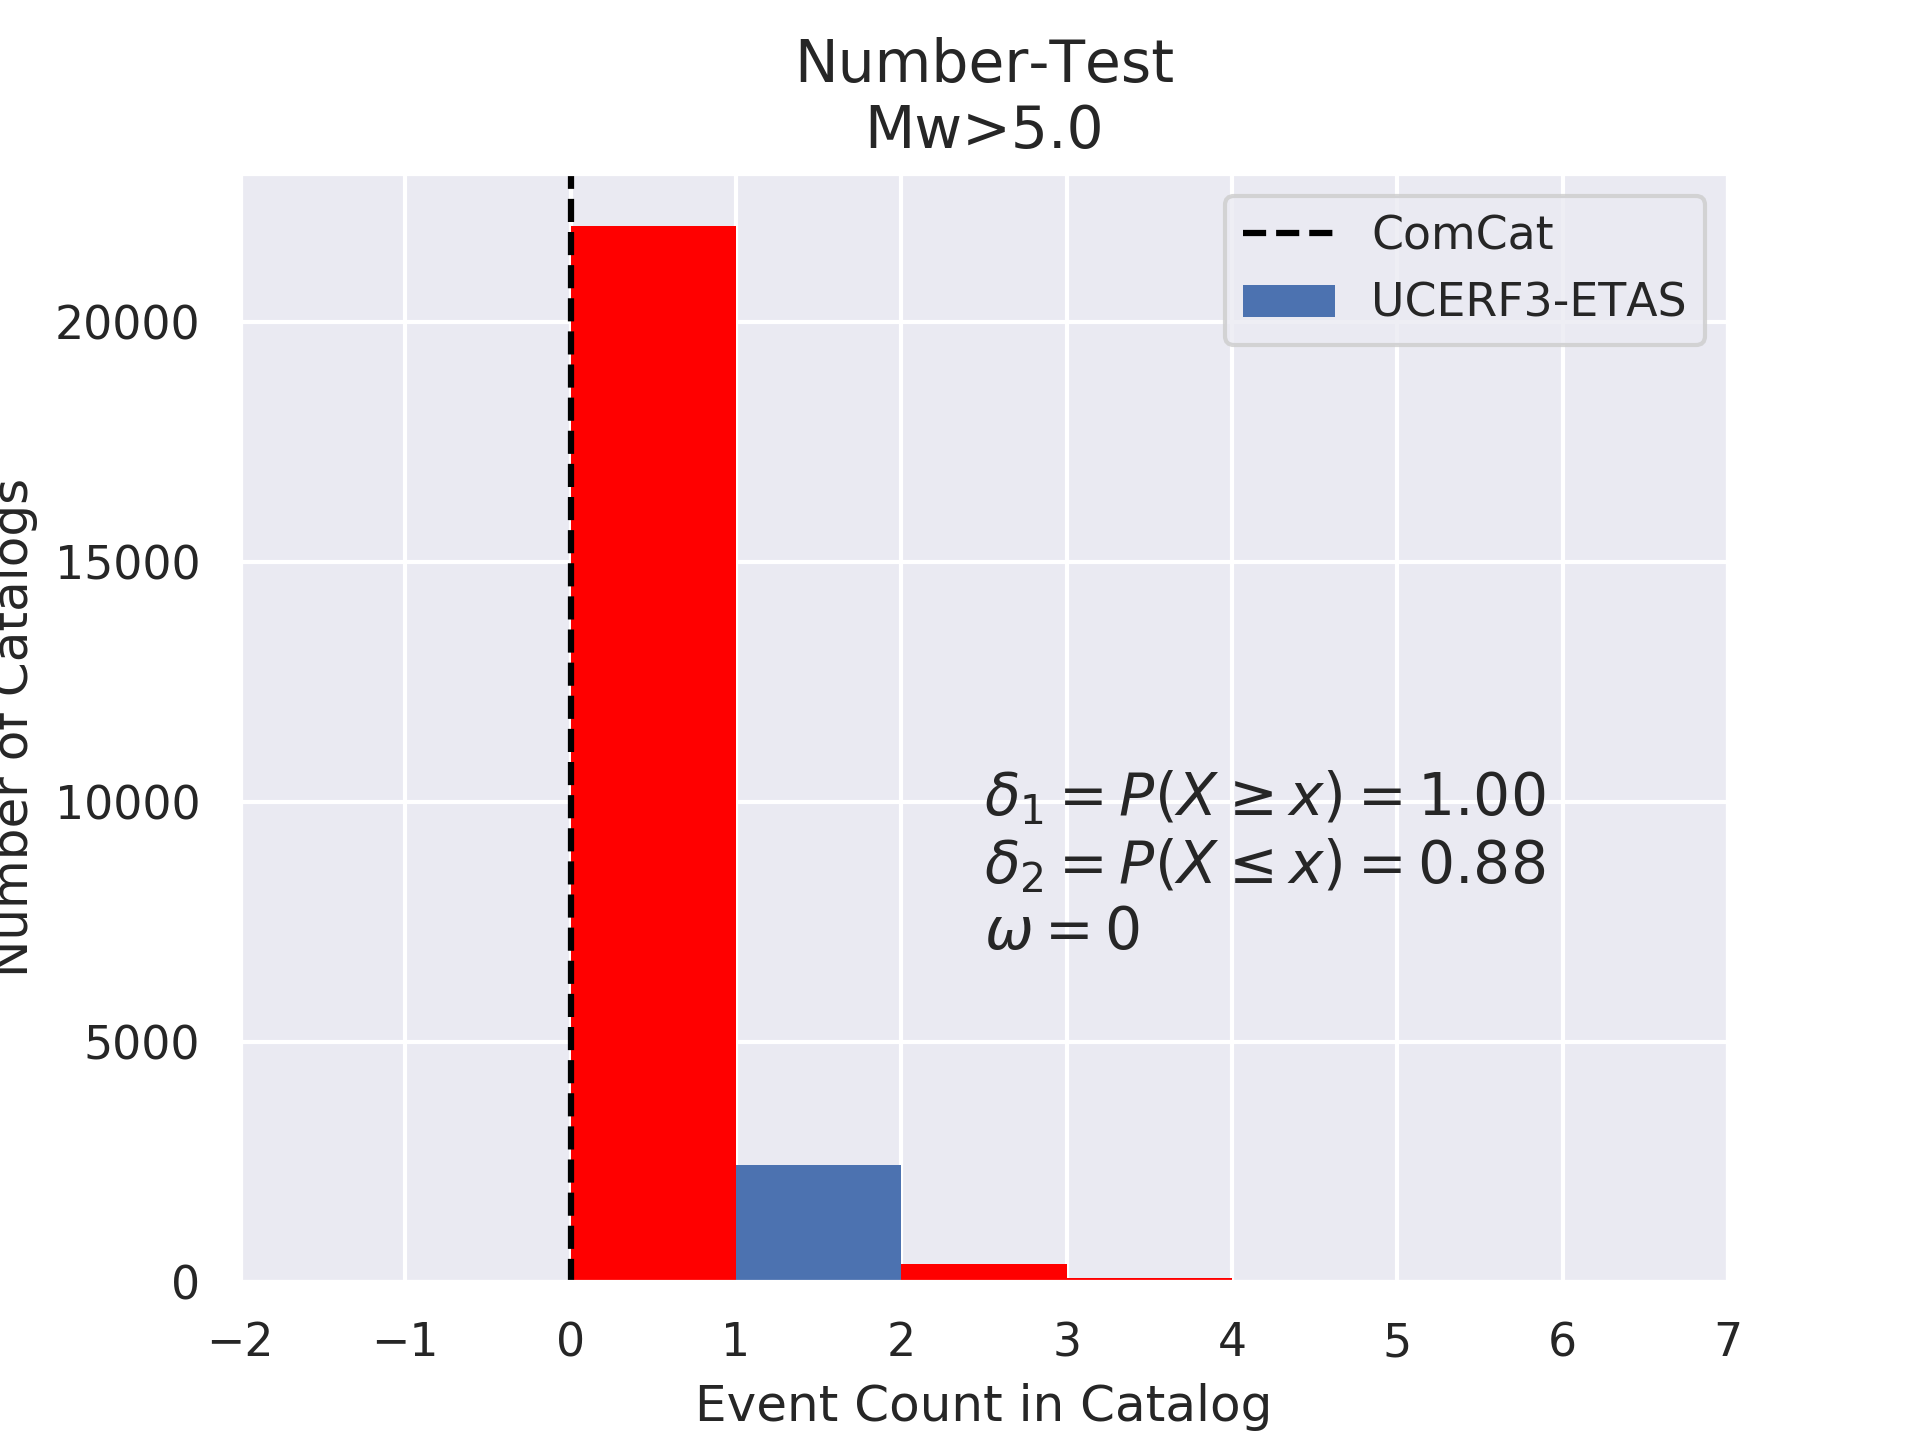 Number-Test
Mw>5.0
ComCat
UCERF3-ETAS
20000
15000
10000
5000
0
Number of Catalogs
δ₁ = P(X ≥ x) = 1.00
δ₂ = P(X ≤ x) = 0.88
ω = 0
−2 −1 0 1 2 3 4 5 6 7
Event Count in Catalog